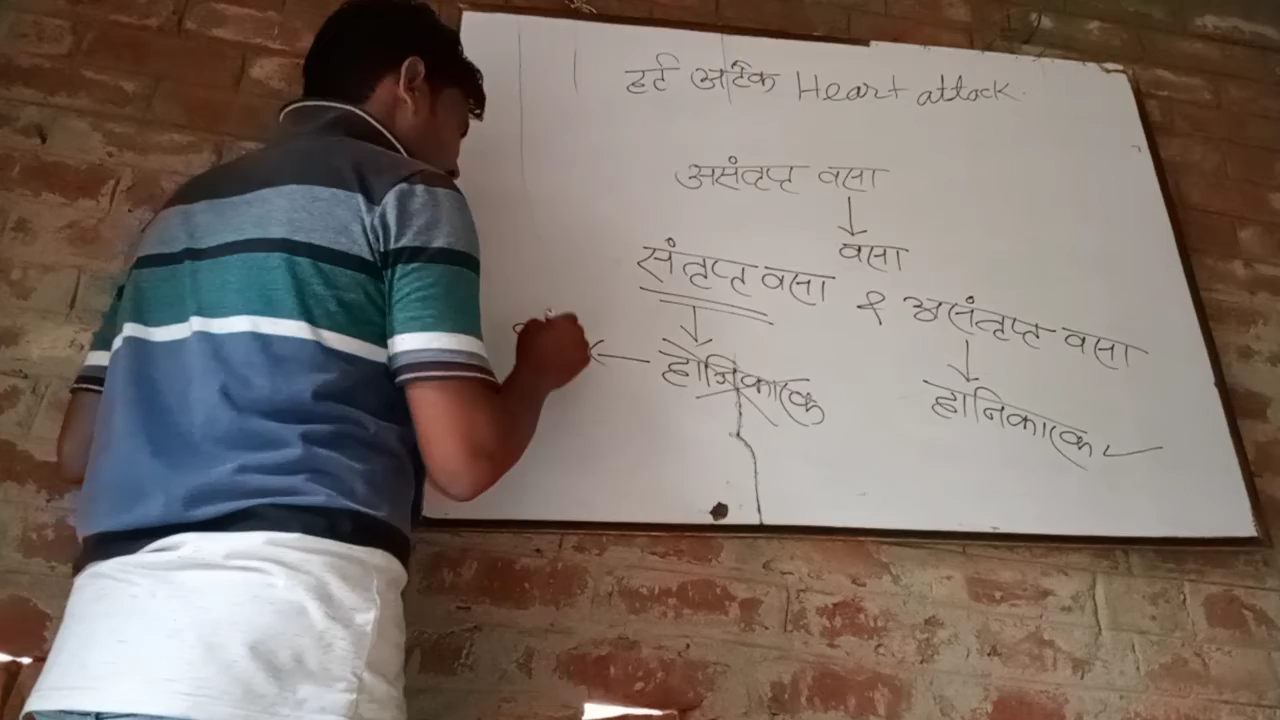 हर्ट अटैक Heart attack.
असंतृप्त वसा
↓
वसा
संतृप्त वसा & असंतृप्त वसा
↓ ↓
← हानिकारक हानिकारक ✓